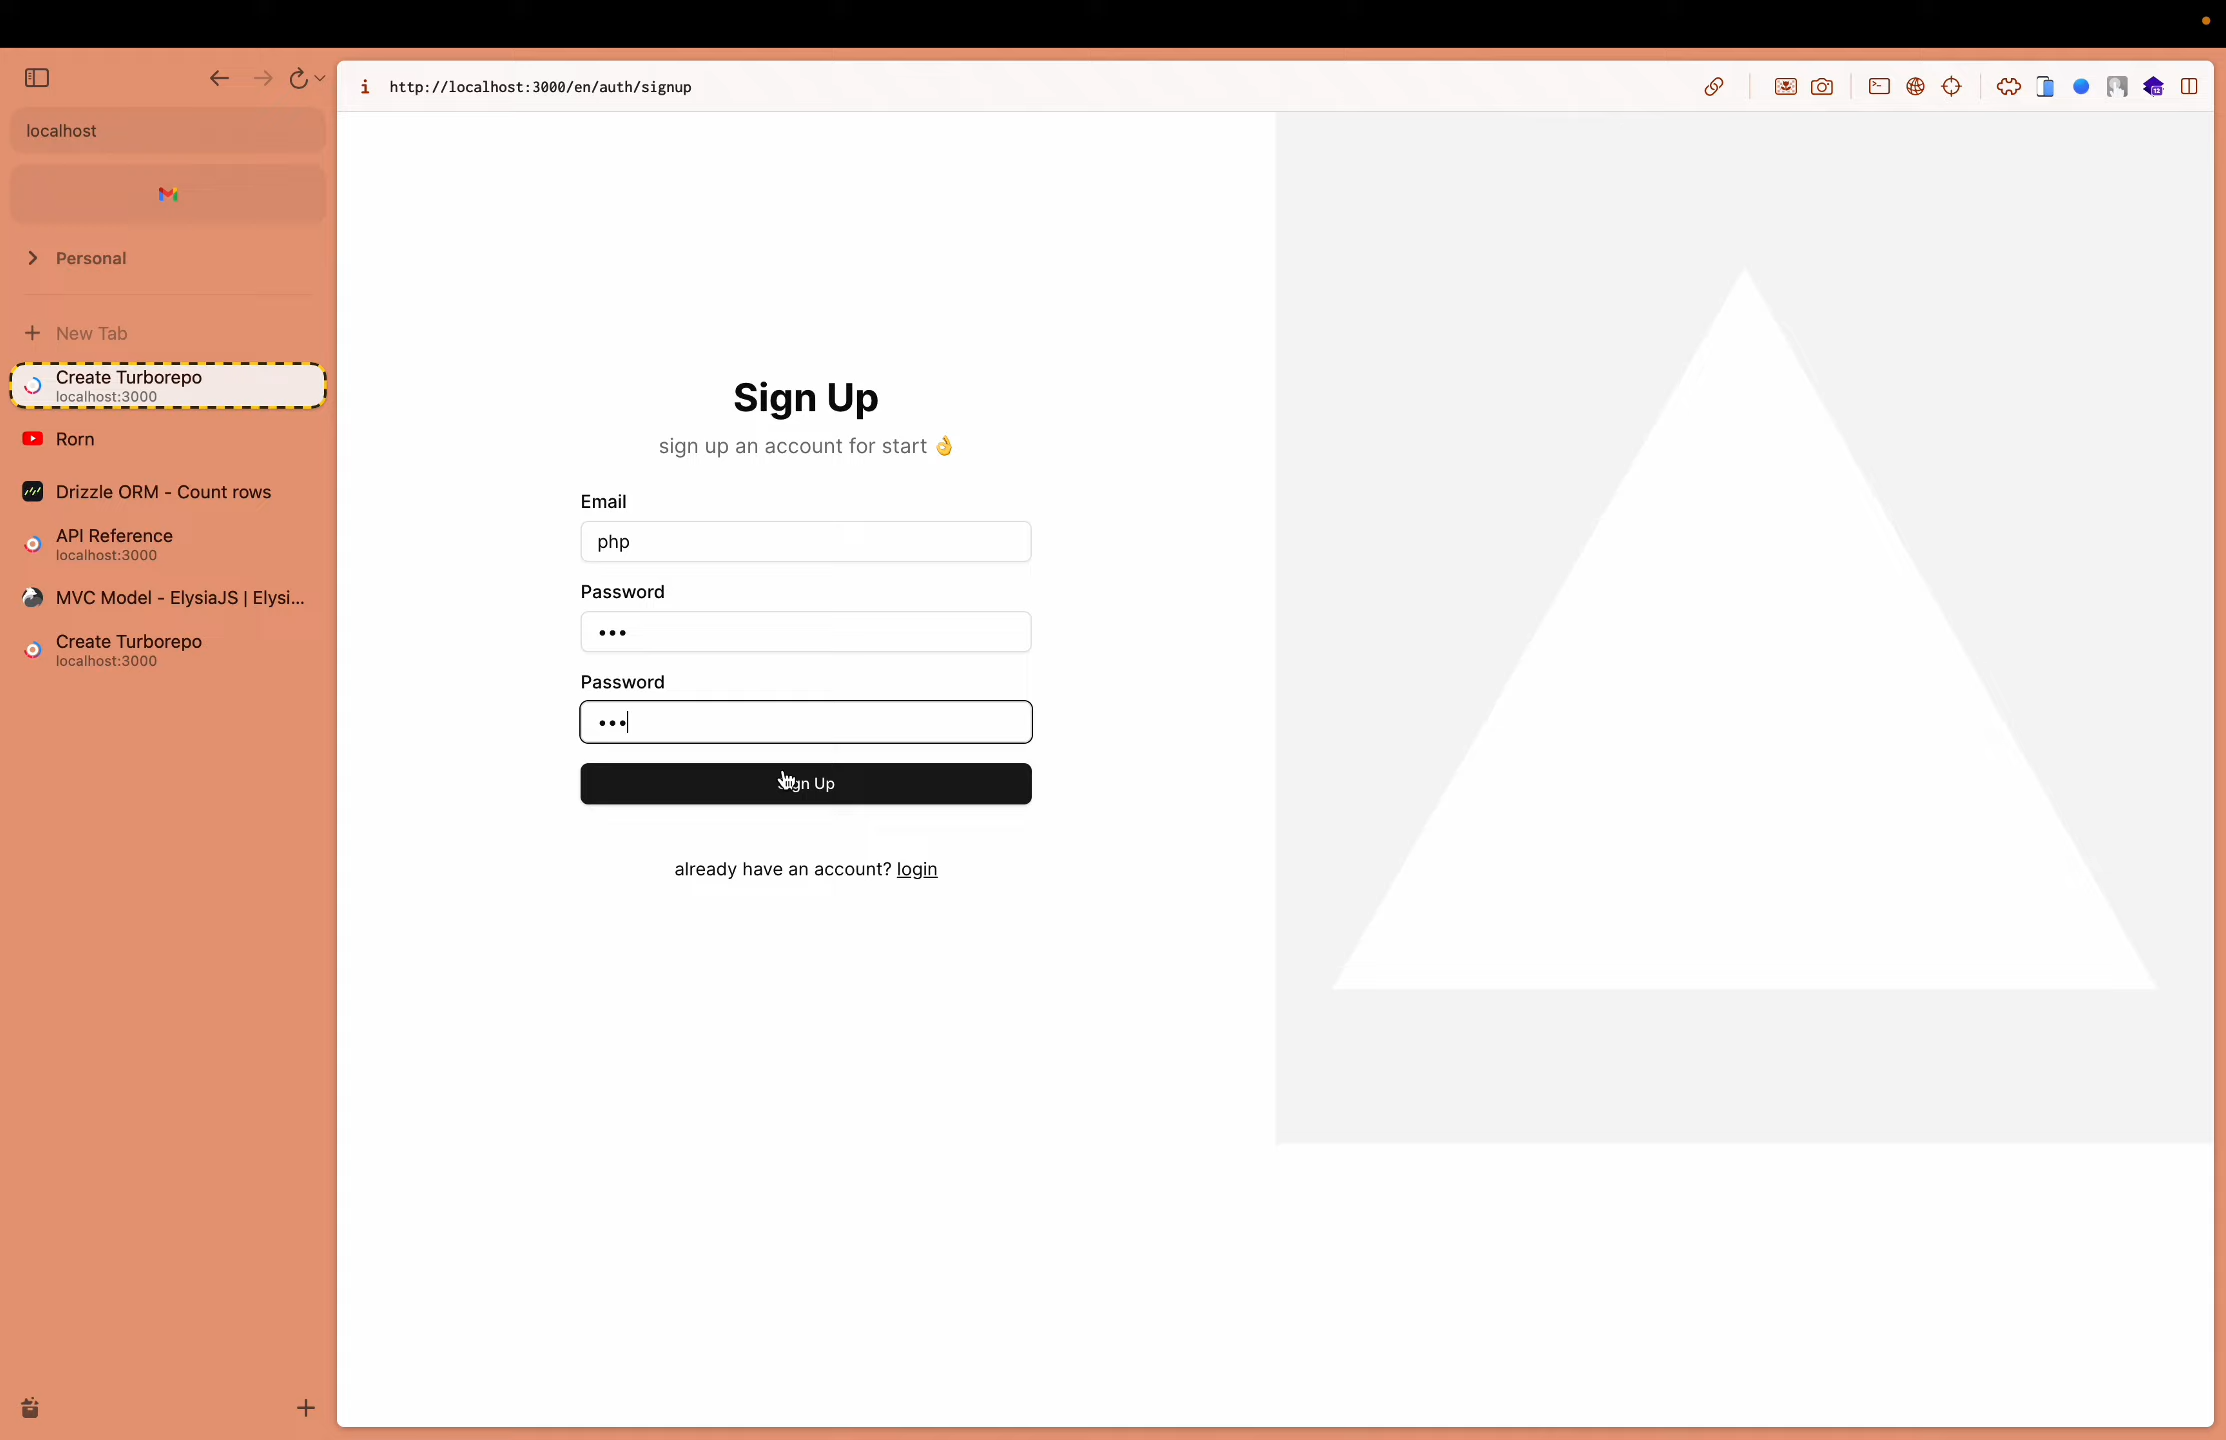 http://localhost:3000/en/auth/signup
localhost
Personal
New Tab
Create Turborepo
localhost:3000
Rorn
Drizzle ORM - Count rows
API Reference
localhost:3000
MVC Model - ElysiaJS | Elysi...
Create Turborepo
localhost:3000
Sign Up
sign up an account for start 👌
Email
php
Password
•••
Password
•••
Sign Up
already have an account? login